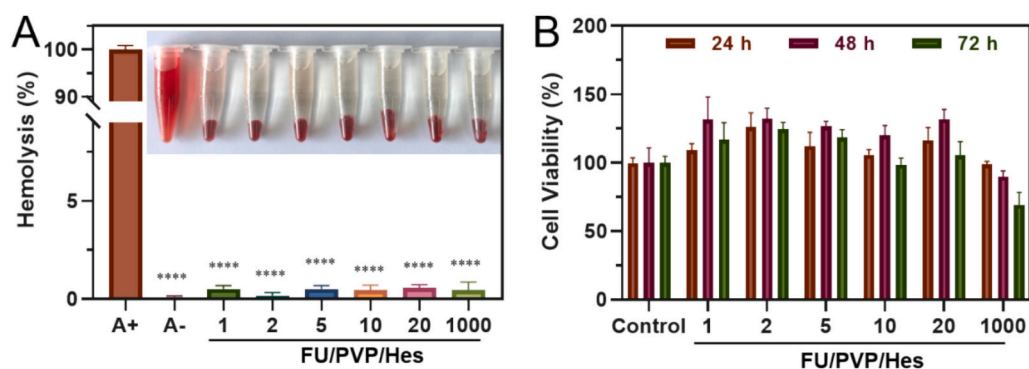 A
Hemolysis (%)
100
90
5
0
****
****
****
****
****
****
****
A+ A- 1 2 5 10 20 1000
FU/PVP/Hes
B
24 h 48 h 72 h
Cell Viability (%)
200
150
100
50
0
Control 1 2 5 10 20 1000
FU/PVP/Hes